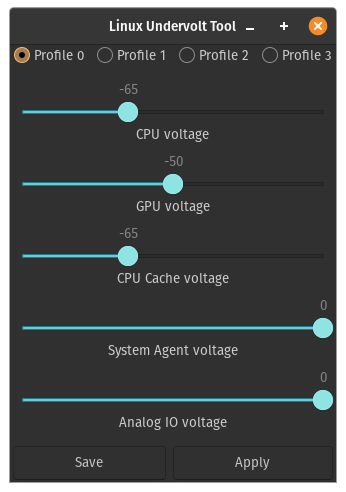 Linux Undervolt Tool
Profile 0 Profile 1 Profile 2 Profile 3
-65
CPU voltage
-50
GPU voltage
-65
CPU Cache voltage
0
System Agent voltage
0
Analog IO voltage
Save Apply